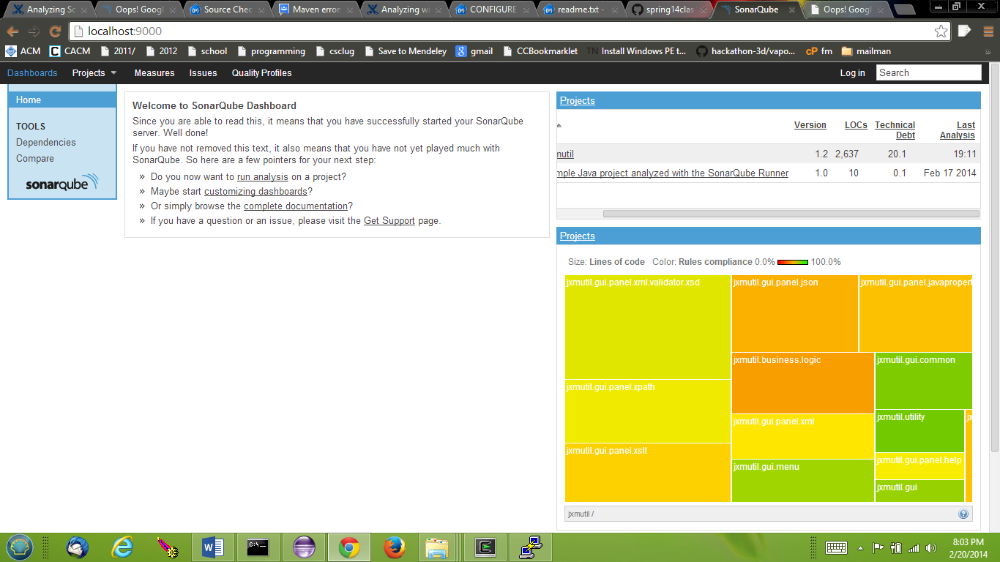 Analyzing So
Oops! Googl
Source Chec
Maven errors
Analyzing wi
CONFIGURE
readme.txt -
spring14clas
SonarQube
Oops! Googl
localhost:9000
ACM
CACM
2011/
2012
school
programming
csclug
Save to Mendeley
gmail
CCBookmarklet
TN Install Windows PE t...
hackathon-3d/vapo...
cP fm
mailman
»
Dashboards
Projects
Measures
Issues
Quality Profiles
Log in
Search
Home
TOOLS
Dependencies
Compare
sonarqube
Welcome to SonarQube Dashboard
Since you are able to read this, it means that you have successfully started your SonarQube
server. Well done!
If you have not removed this text, it also means that you have not yet played much with
SonarQube. So here are a few pointers for your next step:
» Do you now want to run analysis on a project?
» Maybe start customizing dashboards?
» Or simply browse the complete documentation?
» If you have a question or an issue, please visit the Get Support page.
Projects
Version LOCs Technical Last
Debt Analysis
mutil 1.2 2,637 20.1 19:11
mple Java project analyzed with the SonarQube Runner 1.0 10 0.1 Feb 17 2014
Projects
Size: Lines of code Color: Rules compliance 0.0% 100.0%
jxmutil.gui.panel.xml.validator.xsd
jxmutil.gui.panel.json
jxmutil.gui.panel.javapropert
jxmutil.business.logic
jxmutil.gui.common
jxmutil.gui.panel.xpath
jxmutil.gui.panel.xml
jxmutil.utility
jx
jxmutil.gui.panel.xslt
jxmutil.gui.menu
jxmutil.gui.panel.help
jxmutil.gui
jxmutil /
8:03 PM
2/20/2014